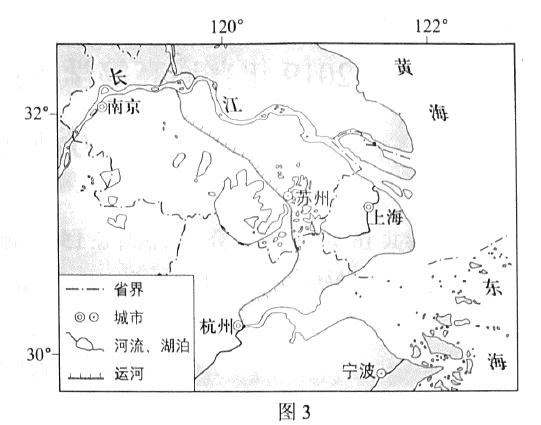 120° 122°
黄
海
长
江
32°
南京
苏州
上海
东
海
杭州
宁波
30°
省界
城市
河流、湖泊
运河
图 3